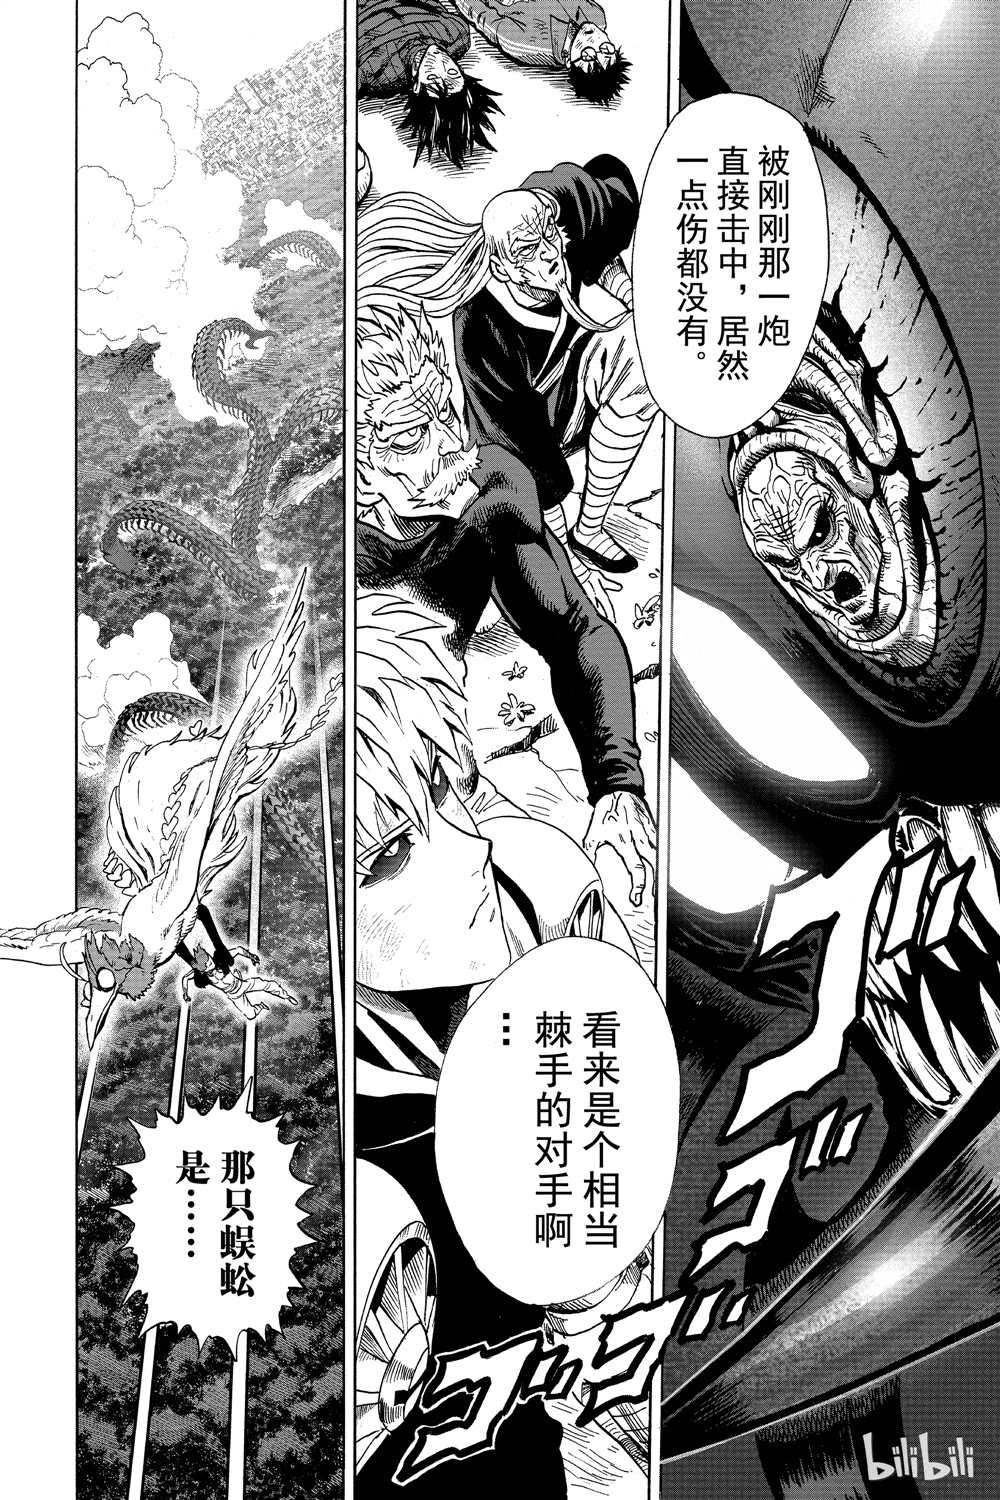 被刚刚那一炮
直接击中，居然
一点伤都没有。
看来是个相当
棘手的对手啊
…
那只蜈蚣
是……
ゴゴゴゴゴ
bilibili